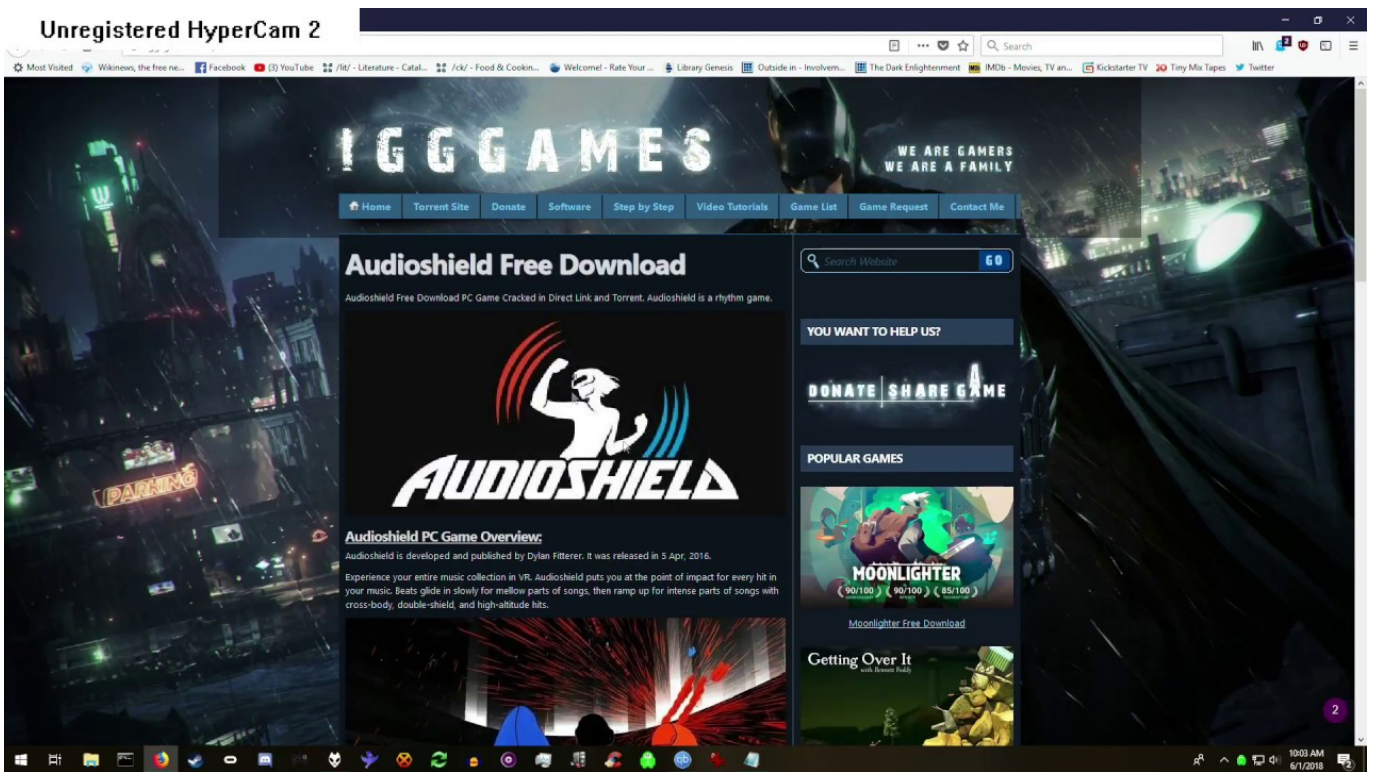 Unregistered HyperCam 2
Search
2
Most Visited
Wikinews, the free ne...
Facebook
(3) YouTube
/lit/ - Literature - Catal...
/ck/ - Food & Cookin...
Welcome! - Rate Your ...
Library Genesis
Outside in - Involvem...
The Dark Enlightenment
IMDb - Movies, TV an...
Kickstarter TV
Tiny Mix Tapes
Twitter
IGGGAMES
WE ARE GAMERS
WE ARE A FAMILY
Home
Torrent Site
Donate
Software
Step by Step
Video Tutorials
Game List
Game Request
Contact Me
Audioshield Free Download
Audioshield Free Download PC Game Cracked in Direct Link and Torrent. Audioshield is a rhythm game.
AUDIOSHIELD
Audioshield PC Game Overview:
Audioshield is developed and published by Dylan Fitterer. It was released in 5 Apr, 2016.
Experience your entire music collection in VR. Audioshield puts you at the point of impact for every hit in
your music. Beats glide in slowly for mellow parts of songs, then ramp up for intense parts of songs with
cross-body, double-shield, and high-altitude hits.
Search Website
GO
YOU WANT TO HELP US?
DONATE SHARE A GAME
POPULAR GAMES
MOONLIGHTER
90/100
90/100
85/100
Moonlighter Free Download
Getting Over It
with Bennett Foddy
PARKING
2
10:03 AM
6/1/2018
2